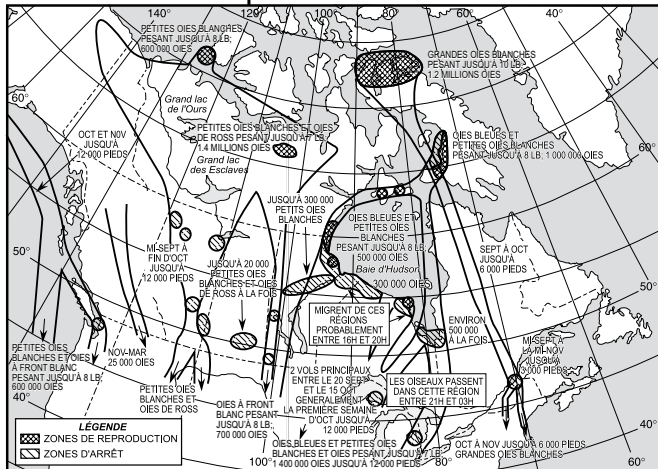 140°
120°
110°
100°
90°
80°
70°
60°
40°
PETITES OIES BLANCHES
PESANT JUSQU'À 8 LB;
600 000 OIES
GRANDES OIES BLANCHES
PESANT JUSQU'À 10 LB
1.2 MILLIONS OIES
Grand lac
de l'Ours
60°
OCT ET NOV
JUSQU'À
12 000 PIEDS
PETITES OIES BLANCHES ET OIES
DE ROSS PESANT JUSQU'À 7 LB;
1.4 MILLIONS OIES
Grand lac
des Esclaves
OIES BLEUES ET
PETITES OIES BLANCHES
PESANT JUSQU'À 8 LB; 1 000 000 OIES
60°
JUSQU'À 300 000
PETITS OIES
BLANCHES
OIES BLEUES ET
PETITES OIES
BLANCHES
PESANT JUSQU'À 8 LB;
500 000 OIES
Baie d'Hudson
300 000 OIES
50°
MI-SEPT À
FIN D'OCT
JUSQU'À
12 000 PIEDS
JUSQU'À 20 000
PETITES OIES
BLANCHES ET OIES
DE ROSS À LA FOIS
SEPT À OCT
JUSQU'À
6 000 PIEDS
50°
MIGRENT DE CES
RÉGIONS
PROBABLEMENT
ENTRE 16H ET 20H
ENVIRON
500 000
À LA FOIS
MI-SEPT À
LA MI-NOV
JUSQU'À
3 000 PIEDS
PETITES OIES
BLANCHES ET OIES
À FRONT BLANC
PESANT JUSQU'À 8 LB;
600 000 OIES
NOV-MAR
25 000 OIES
PETITES OIES
BLANCHES ET
OIES DE ROSS
OIES À FRONT
BLANC PESANT
JUSQU'À 8 LB;
700 000 OIES
2 VOLS PRINCIPAUX
ENTRE LE 20 SEPT
ET LE 15 OCT
GENERALEMENT
LA PREMIÈRE SEMAINE
D'OCT JUSQU'À
12 000 PIEDS
LES OISEAUX PASSENT
DANS CETTE RÉGION
ENTRE 21H ET 03H
40°
40°
LÉGENDE
ZONES DE REPRODUCTION
ZONES D'ARRÊT
OIES BLEUES ET PETITES OIES
BLANCHES ET OIES PESANT JUSQU'À 7 LB;
1 400 000 OIES JUSQU'À 12 000 PIEDS
OCT À NOV JUSQU'À 6 000 PIEDS
GRANDES OIES BLANCHES
100°
80°
60°